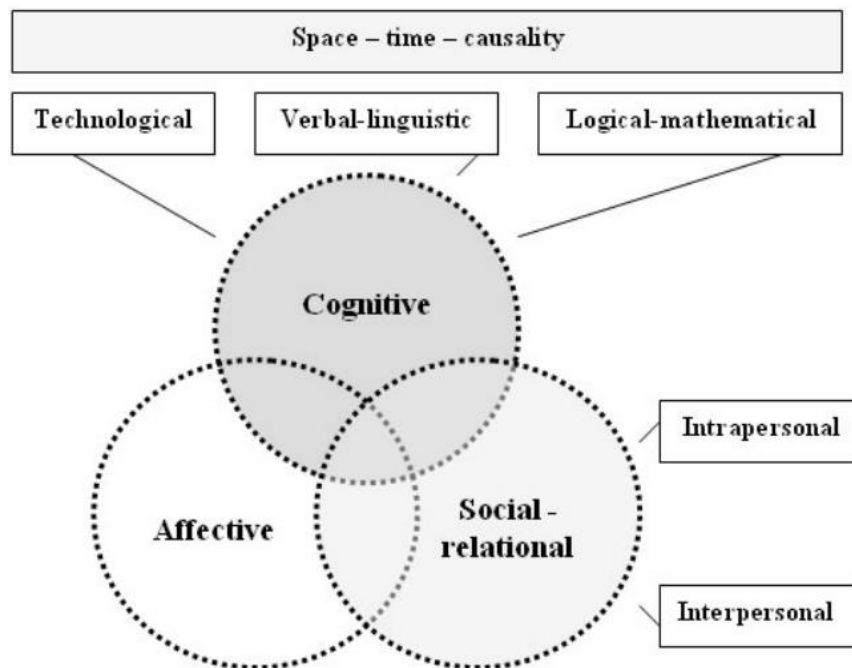 Space – time – causality
Technological
Verbal-linguistic
Logical-mathematical
Cognitive
Intrapersonal
Affective
Social -
relational
Interpersonal